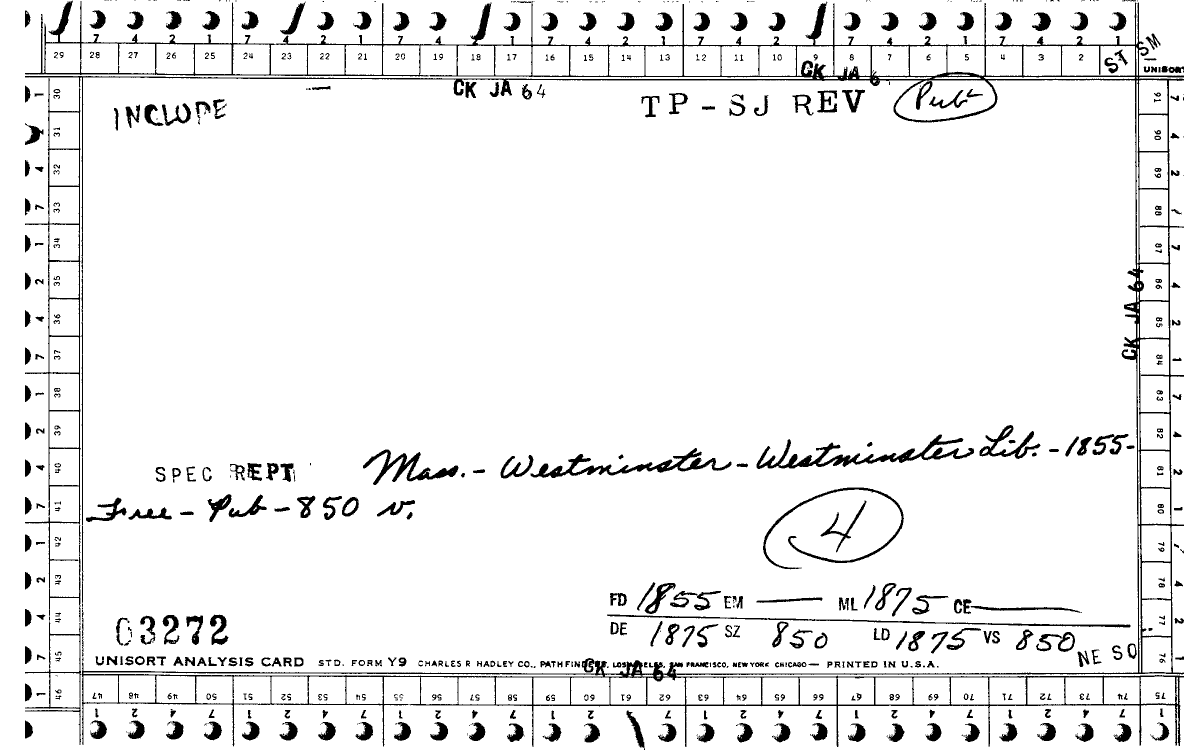 7 4 2 1 7 4 2 1 7 4 2 1 7 4 2 1 7 4 2 1 7 4 2 1 7 4 2 1
29 28 27 26 25 24 23 22 21 20 19 18 17 16 15 14 13 12 11 10 9 8 7 6 5 4 3 2 ST SM
UNISORT
CK JA 64
CK JA 6
INCLUDE
TP - SJ REV
Pub
CK JA 64
SPEC REPT
Mass. - Westminster - Westminster Lib. - 1855-
Free - Pub - 850 v.
4
FD 1855 EM — ML 1875 CE —
DE 1875 SZ 850 LD 1875 VS 850
NE SO
03272
UNISORT ANALYSIS CARD STD. FORM Y9 CHARLES R HADLEY CO., PATHFINDERS, LOS ANGELES, SAN FRANCISCO, NEW YORK CHICAGO — PRINTED IN U.S.A.
CK JA 64
30 31 32 33 34 35 36 37 38 39 40 41 42 43 44 45 46
91 90 89 88 87 86 85 84 83 82 81 80 79 78 77 76
47 48 49 50 51 52 53 54 55 56 57 58 59 60 61 62 63 64 65 66 67 68 69 70 71 72 73 74 75